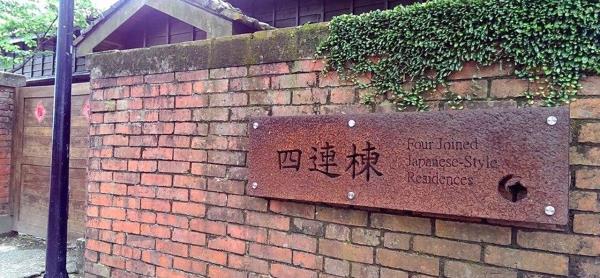 四連棟
Four Joined
Japanese-Style
Residences